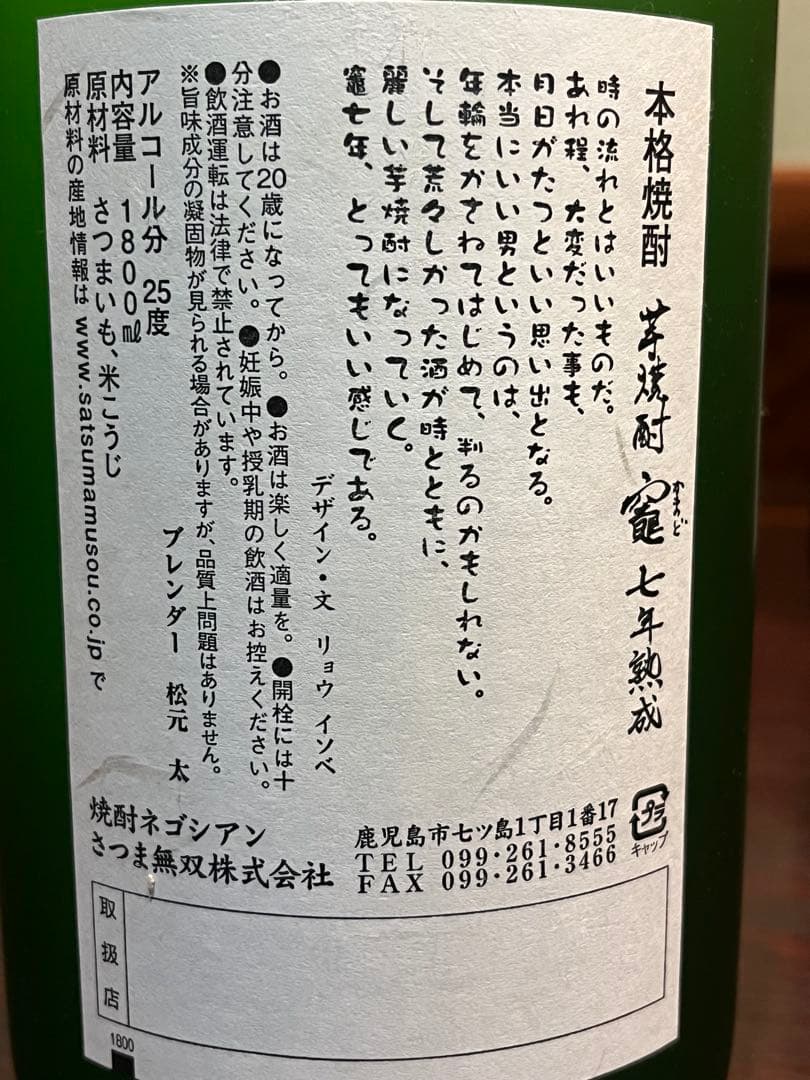 本格焼酎 芋焼酎 竈 七年熟成
かまど
時の流れとはいいものだ。
あれ程、大変だった事も、
月日がたつといい思い出となる。
本当にいい男というのは、
年輪をかさねてはじめて、判るのかもしれない。
そして荒々しかった酒が時とともに、
麗しい芋焼酎になっていく。
竈七年、とってもいい感じである。
デザイン・文 リョウ イソベ
●お酒は20歳になってから。●お酒は楽しく適量を。●開栓には十
分注意してください。●妊娠中や授乳期の飲酒はお控えください。
●飲酒運転は法律で禁止されています。
※旨味成分の凝固物が見られる場合がありますが、品質上問題はありません。
ブレンダー 松元 太
アルコール分 25度
内容量 1800㎖
原材料 さつまいも、米こうじ
原材料の産地情報は www.satsumamusou.co.jp で
プラ
キャップ
焼酎ネゴシアン
さつま無双株式会社
鹿児島市七ツ島1丁目1番17
TEL 099・261・8555
FAX 099・261・3466
取扱店
1800